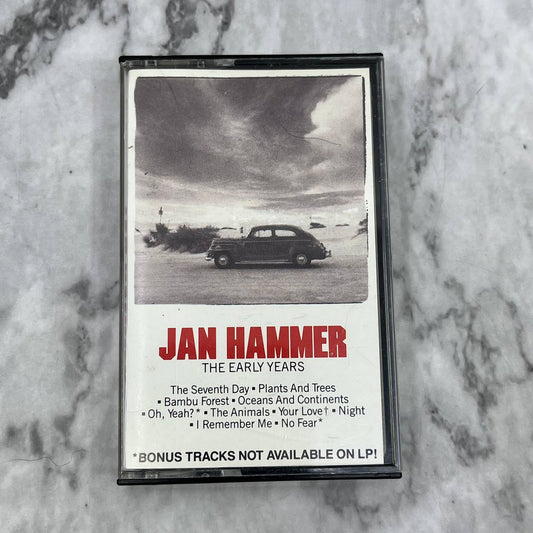 JAN HAMMER
THE EARLY YEARS
The Seventh Day ▪ Plants And Trees
▪ Bambu Forest ▪ Oceans And Continents
▪ Oh, Yeah?* ▪ The Animals ▪ Your Love† ▪ Night
▪ I Remember Me ▪ No Fear*
*BONUS TRACKS NOT AVAILABLE ON LP!